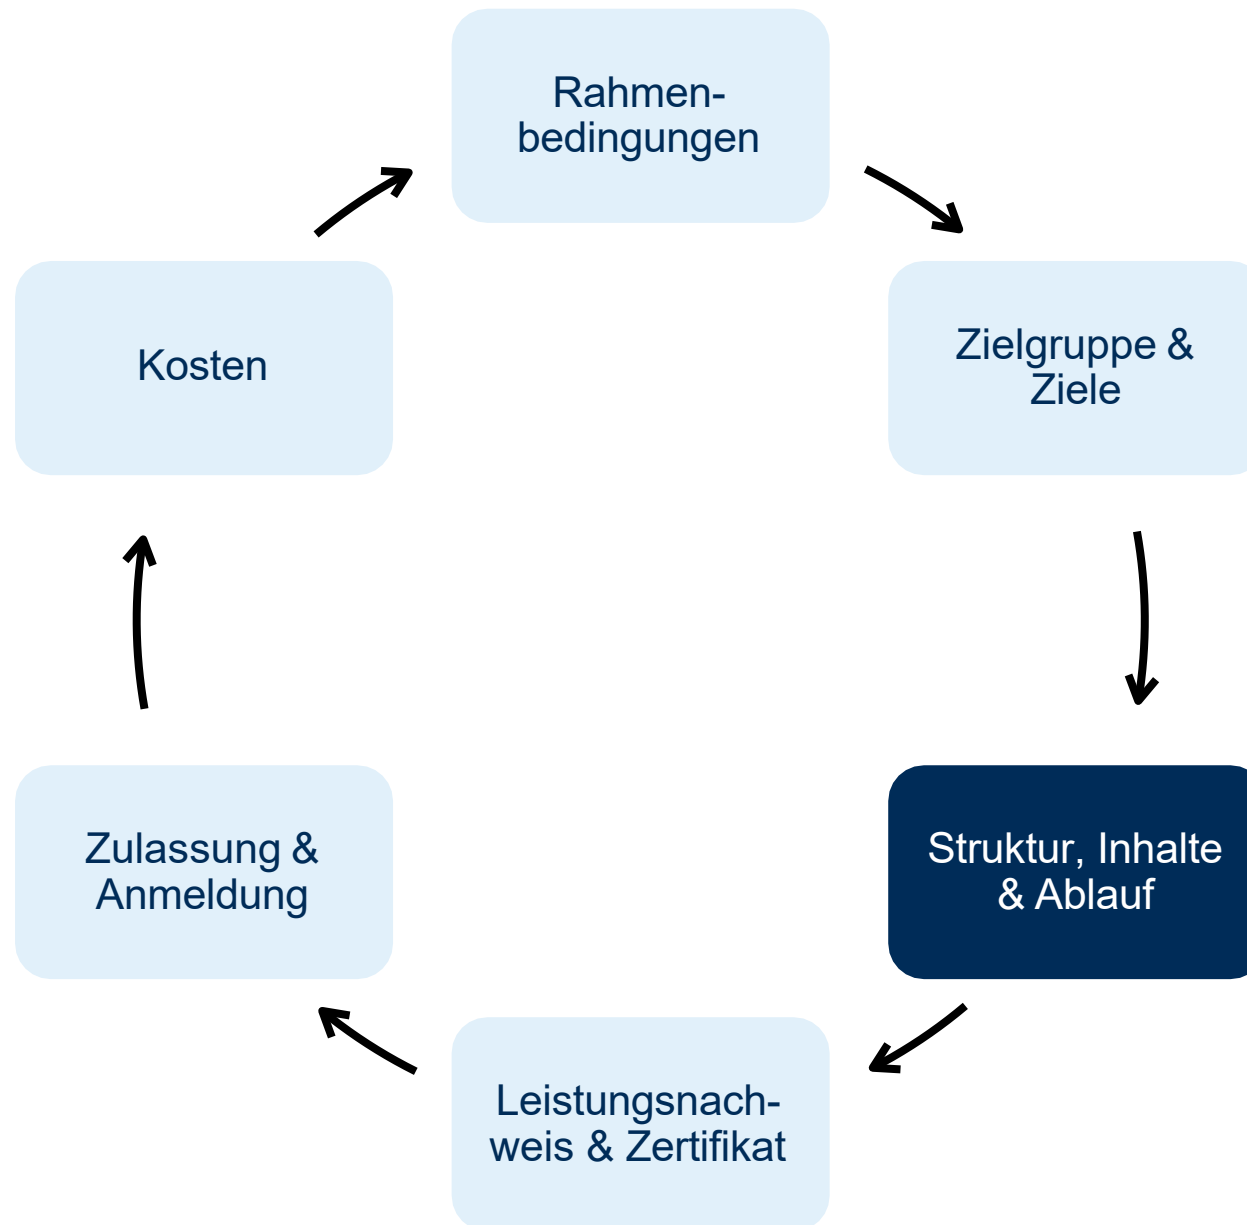 Rahmen-
bedingungen
Zielgruppe &
Ziele
Struktur, Inhalte
& Ablauf
Leistungsnach-
weis & Zertifikat
Zulassung &
Anmeldung
Kosten